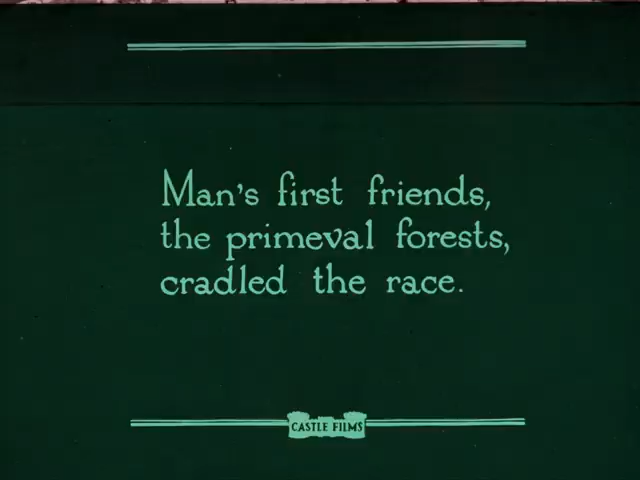 Man's first friends,
the primeval forests,
cradled the race.
CASTLE FILMS